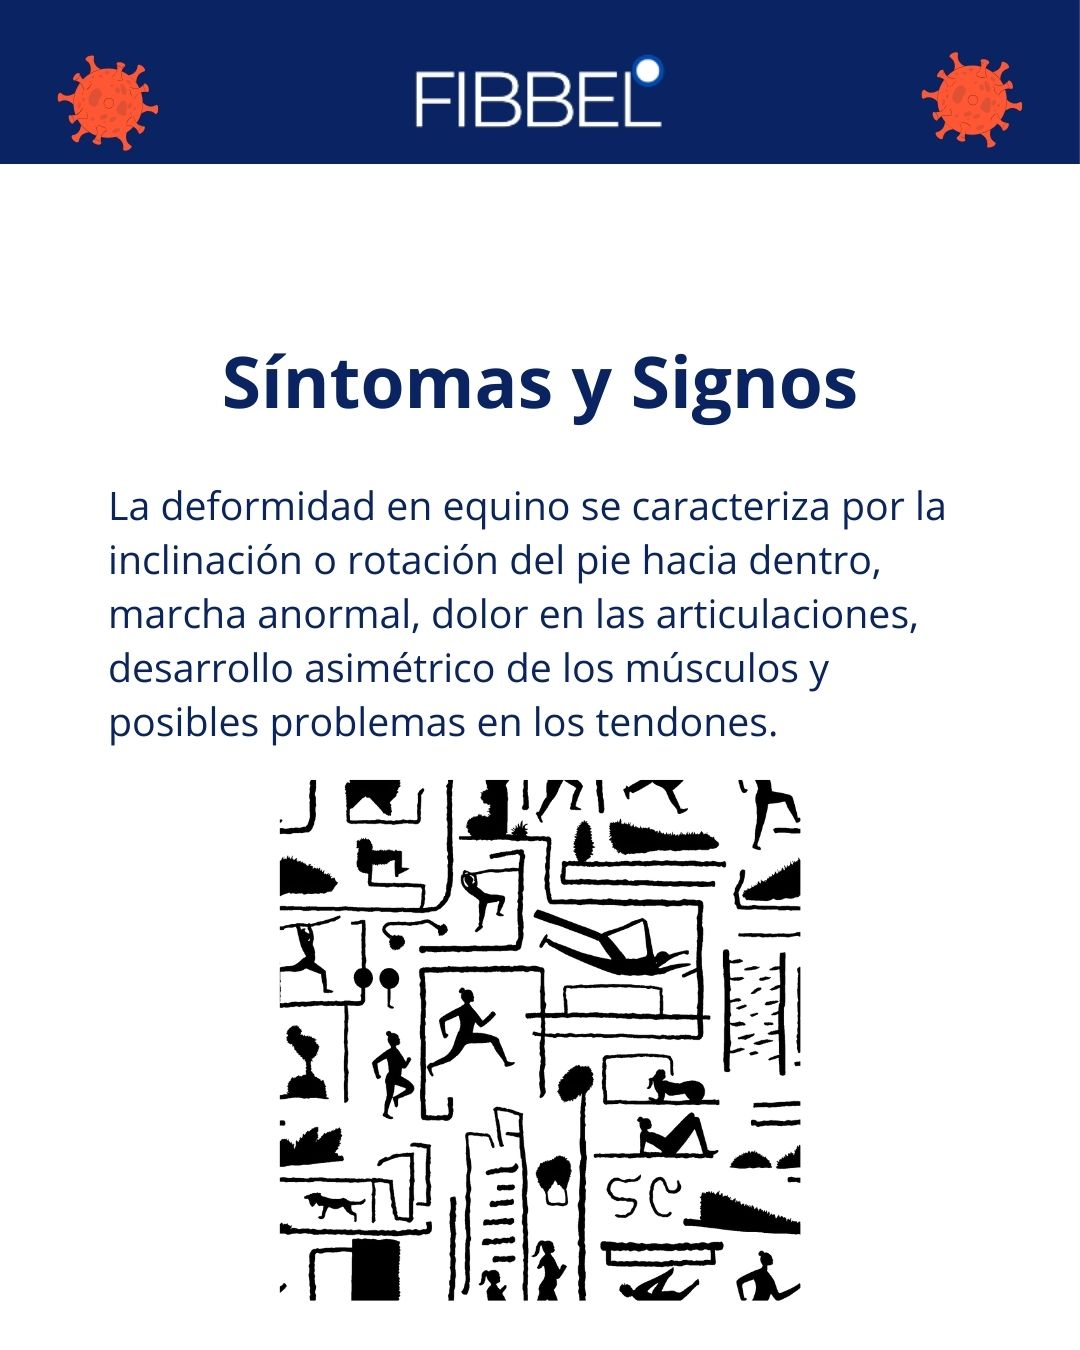 FIBBEL
Síntomas y Signos
La deformidad en equino se caracteriza por la
inclinación o rotación del pie hacia dentro,
marcha anormal, dolor en las articulaciones,
desarrollo asimétrico de los músculos y
posibles problemas en los tendones.